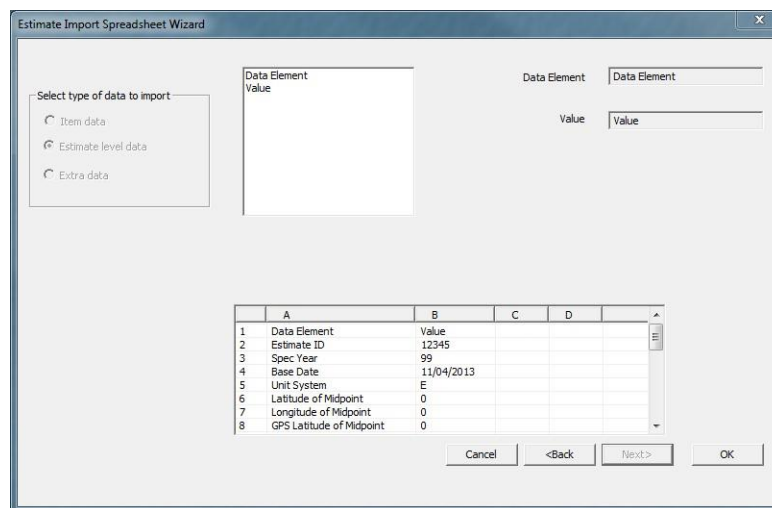 Estimate Import Spreadsheet Wizard
x
Select type of data to import
Item data
Estimate level data
Extra data
Data Element
Value
Data Element Data Element
Value Value
A B C D
1 Data Element Value
2 Estimate ID 12345
3 Spec Year 99
4 Base Date 11/04/2013
5 Unit System E
6 Latitude of Midpoint 0
7 Longitude of Midpoint 0
8 GPS Latitude of Midpoint 0
Cancel <Back Next> OK